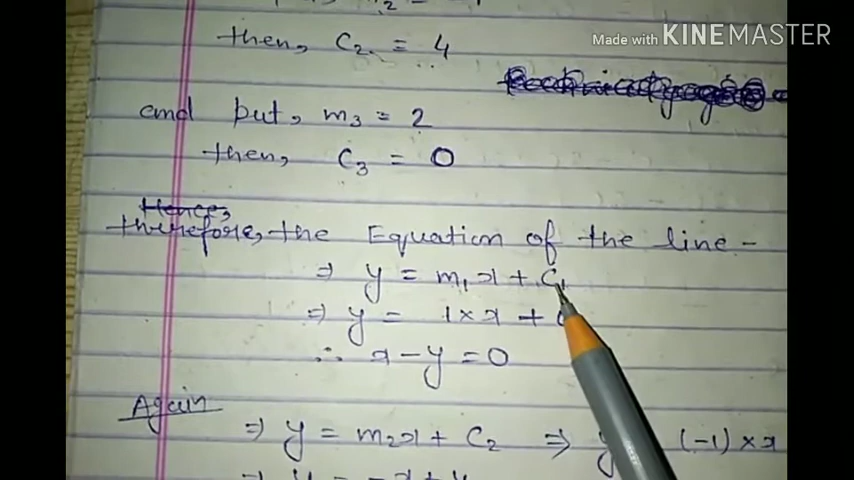 Made with KINEMASTER
then, C₂ = 4
and put, m₃ = 2
then, C₃ = 0
Hence,
therefore, the Equation of the line -
⇒ y = m₁x + C₁
⇒ y = 1 × x +
∴ x - y = 0
Again
⇒ y = m₂x + C₂ ⇒ y (-1) × x
⇒ y = -x + 4